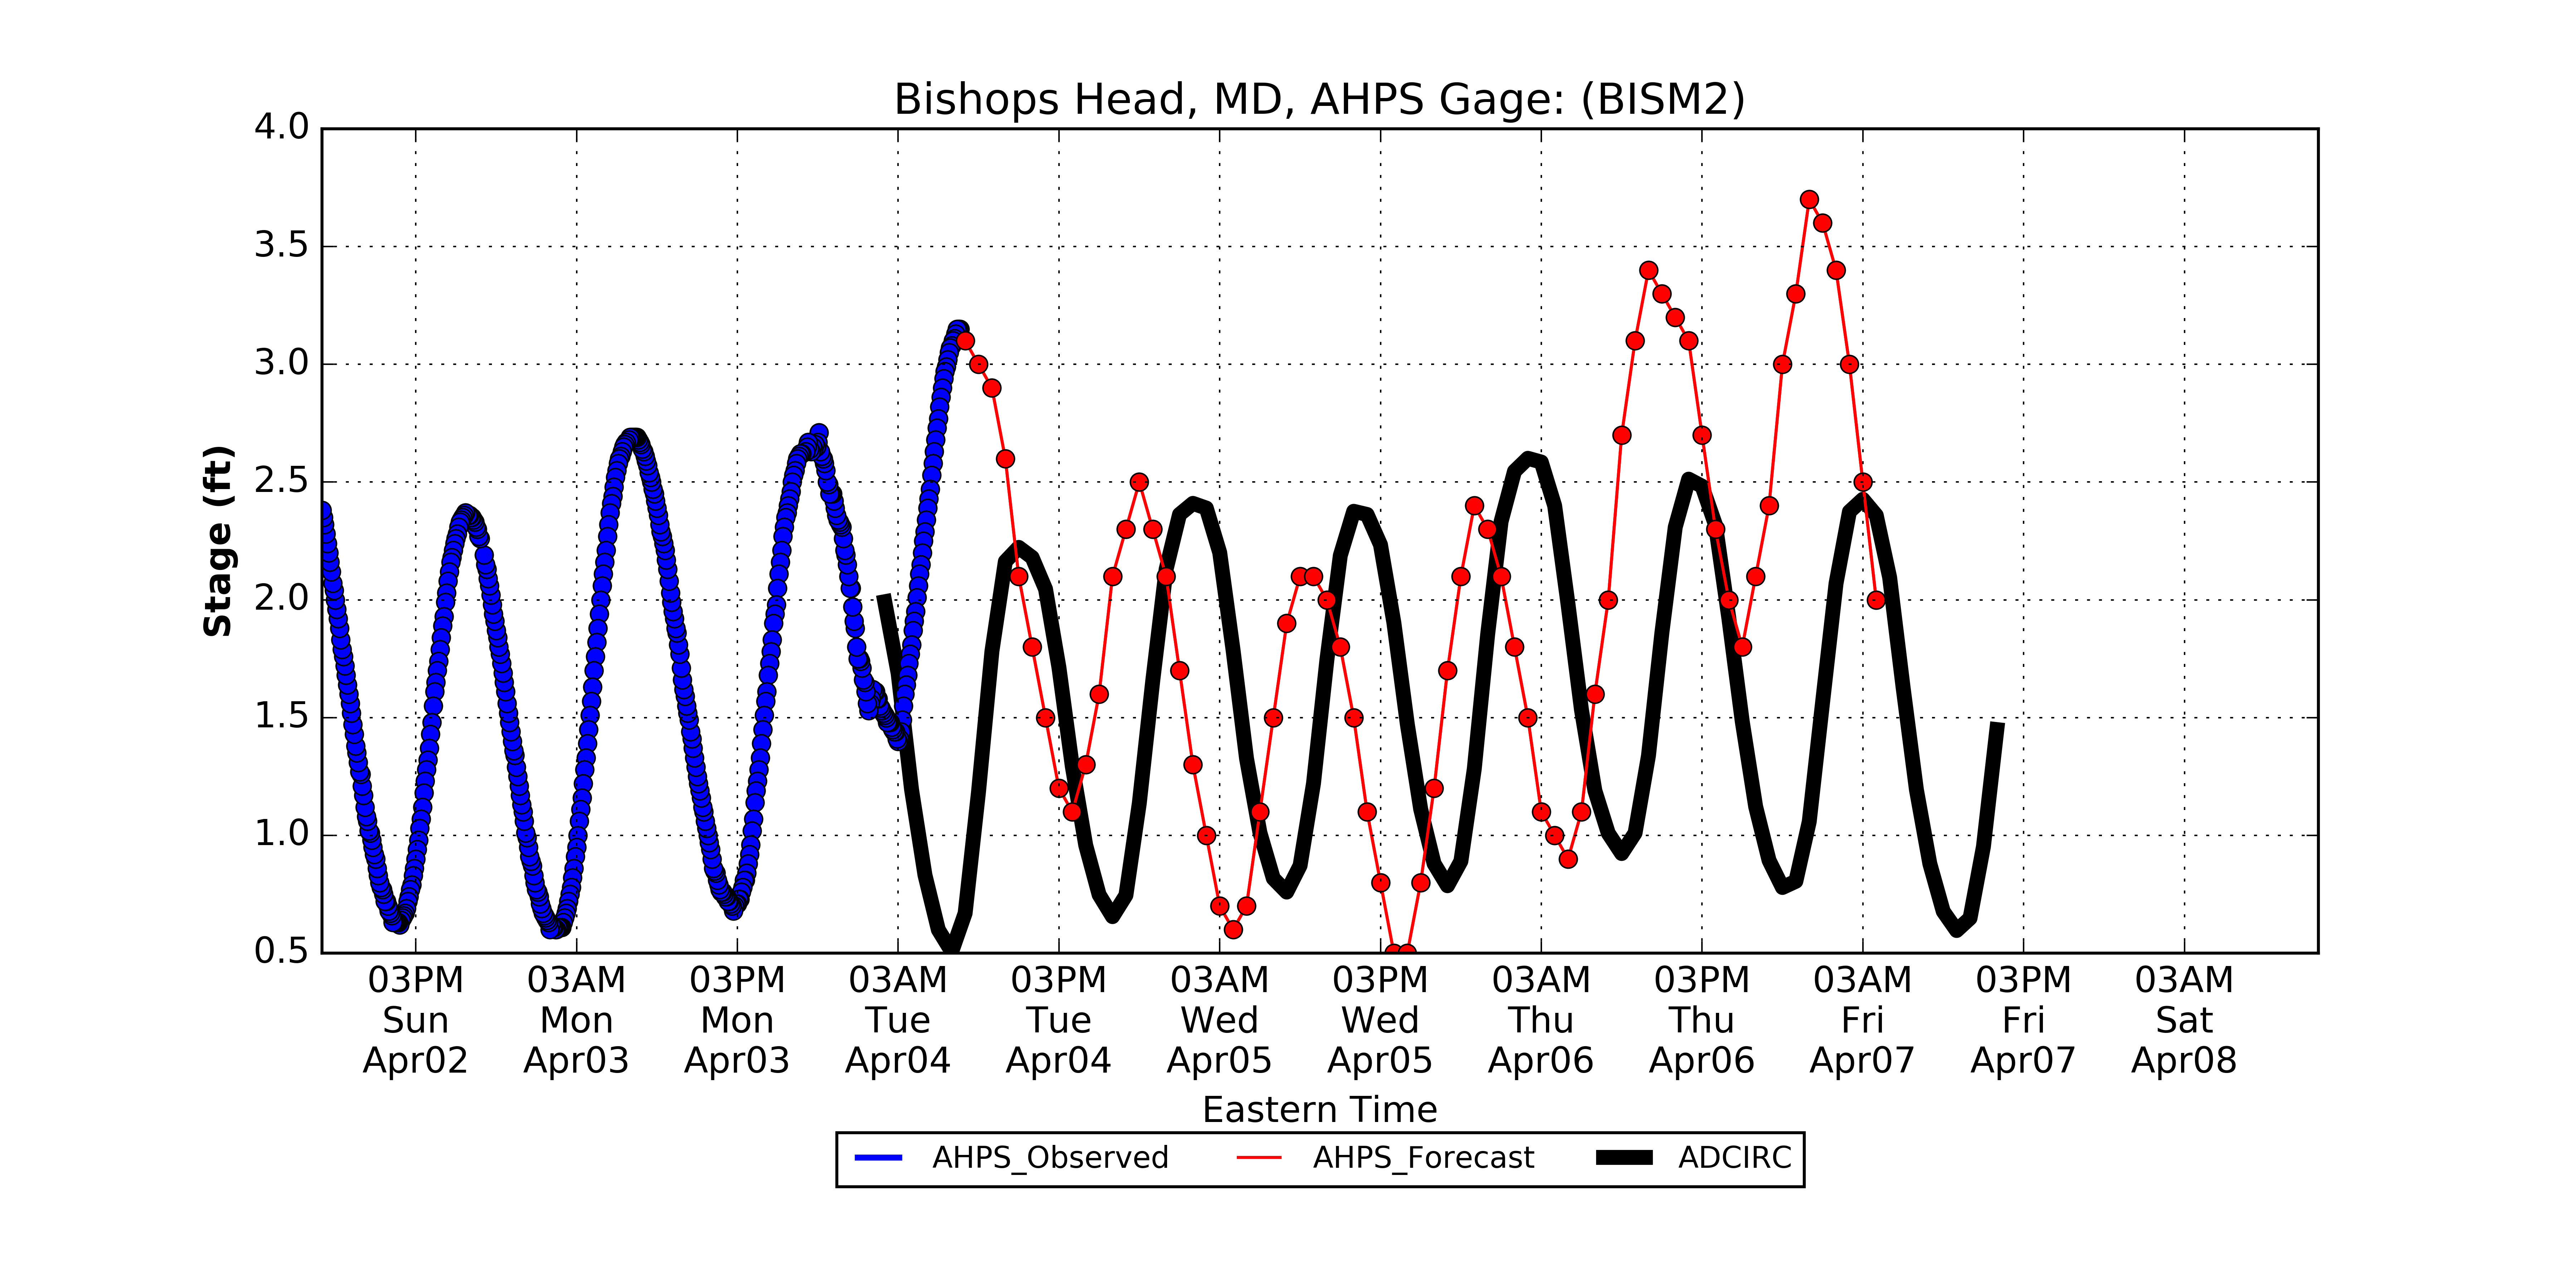 Bishops Head, MD, AHPS Gage: (BISM2)
4.0
3.5
3.0
2.5
2.0
1.5
1.0
0.5
Stage (ft)
03PM 03AM 03PM 03AM 03PM 03AM 03PM 03AM 03PM 03AM 03PM 03AM
Sun Mon Mon Tue Tue Wed Wed Thu Thu Fri Fri Sat
Apr02 Apr03 Apr03 Apr04 Apr04 Apr05 Apr05 Apr06 Apr06 Apr07 Apr07 Apr08
Eastern Time
AHPS_Observed AHPS_Forecast ADCIRC